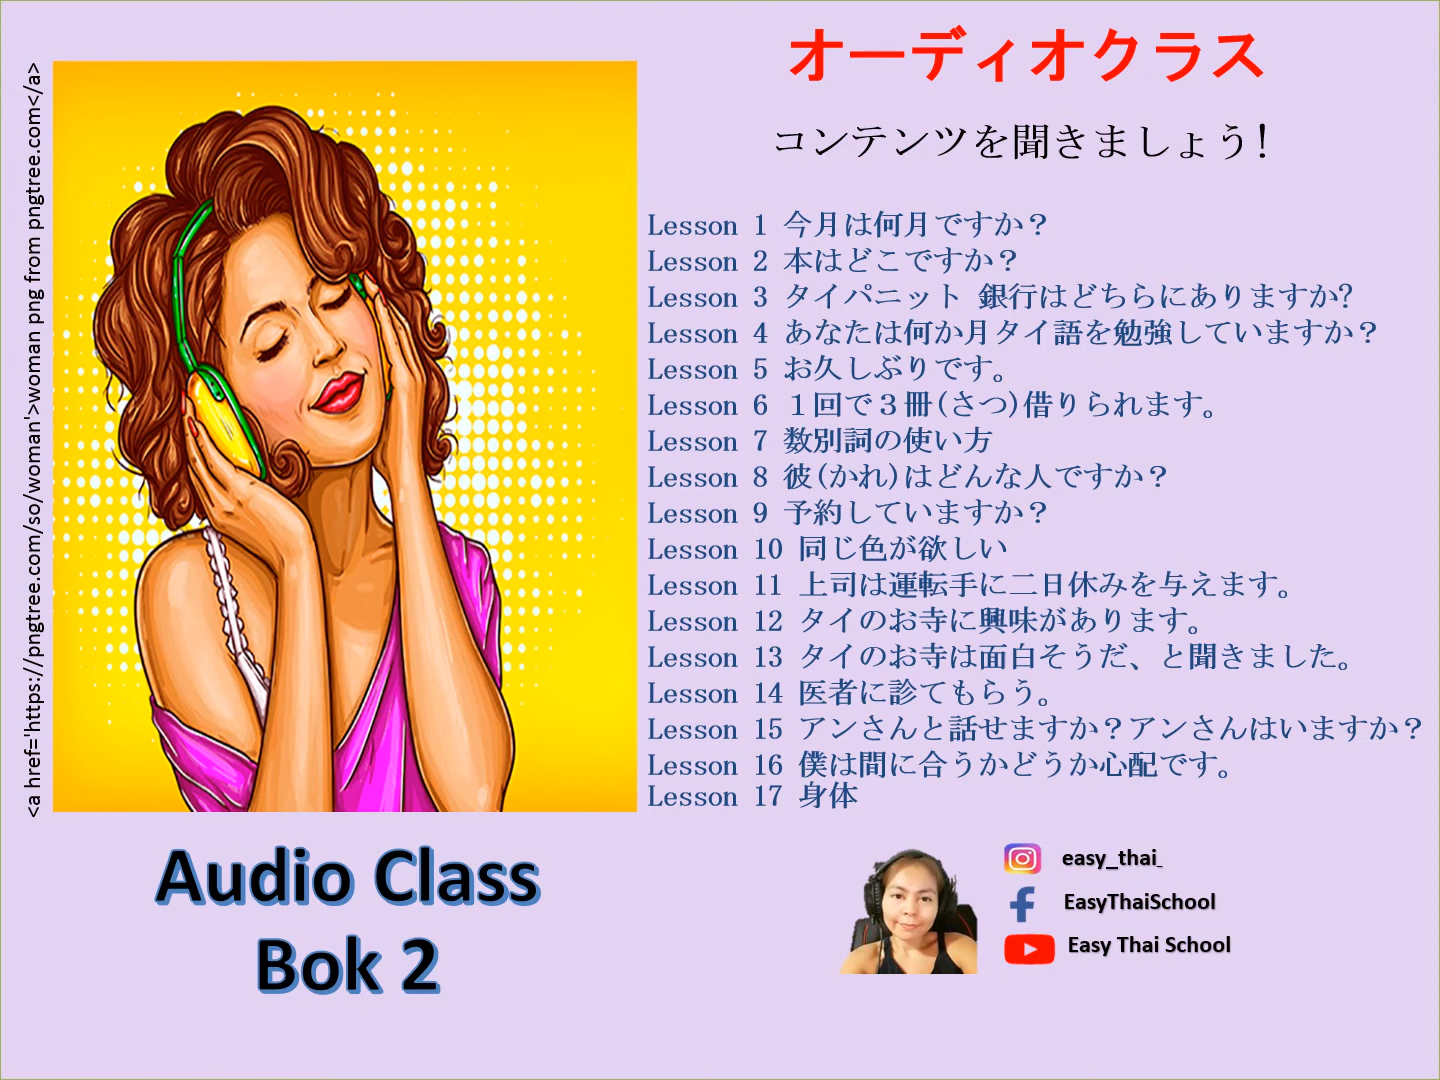 オーディオクラス
コンテンツを聞きましょう!
Lesson 1 今月は何月ですか？
Lesson 2 本はどこですか？
Lesson 3 タイパニット 銀行はどちらにありますか?
Lesson 4 あなたは何か月タイ語を勉強していますか？
Lesson 5 お久しぶりです。
Lesson 6 １回で３冊(さつ)借りられます。
Lesson 7 数別詞の使い方
Lesson 8 彼(かれ)はどんな人ですか？
Lesson 9 予約していますか？
Lesson 10 同じ色が欲しい
Lesson 11 上司は運転手に二日休みを与えます。
Lesson 12 タイのお寺に興味があります。
Lesson 13 タイのお寺は面白そうだ、と聞きました。
Lesson 14 医者に診てもらう。
Lesson 15 アンさんと話せますか？アンさんはいますか？
Lesson 16 僕は間に合うかどうか心配です。
Lesson 17 身体
<a href='https://pngtree.com/so/woman'>woman png from pngtree.com</a>
Audio Class
Bok 2
easy_thai_
EasyThaiSchool
Easy Thai School